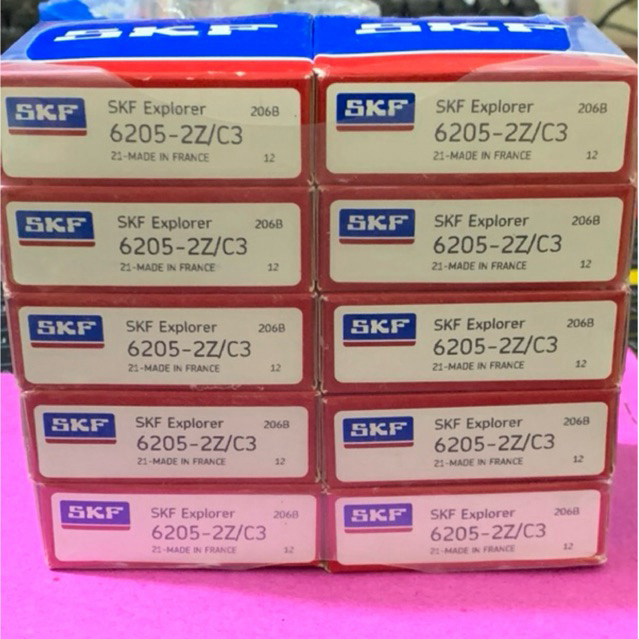 SKF SKF
SKF SKF Explorer 206B
6205-2Z/C3
21-MADE IN FRANCE 12
SKF SKF Explorer 206B
6205-2Z/C3
21-MADE IN FRANCE 12
SKF SKF Explorer 206B
6205-2Z/C3
21-MADE IN FRANCE 12
SKF SKF Explorer 206B
6205-2Z/C3
21-MADE IN FRANCE 12
SKF SKF Explorer 206B
6205-2Z/C3
21-MADE IN FRANCE 12
SKF SKF Explorer 206B
6205-2Z/C3
21-MADE IN FRANCE 12
SKF SKF Explorer 206B
6205-2Z/C3
21-MADE IN FRANCE 12
SKF SKF Explorer 206B
6205-2Z/C3
21-MADE IN FRANCE 12
SKF SKF Explorer 206B
6205-2Z/C3
21-MADE IN FRANCE 12
SKF SKF Explorer 206B
6205-2Z/C3
21-MADE IN FRANCE 12